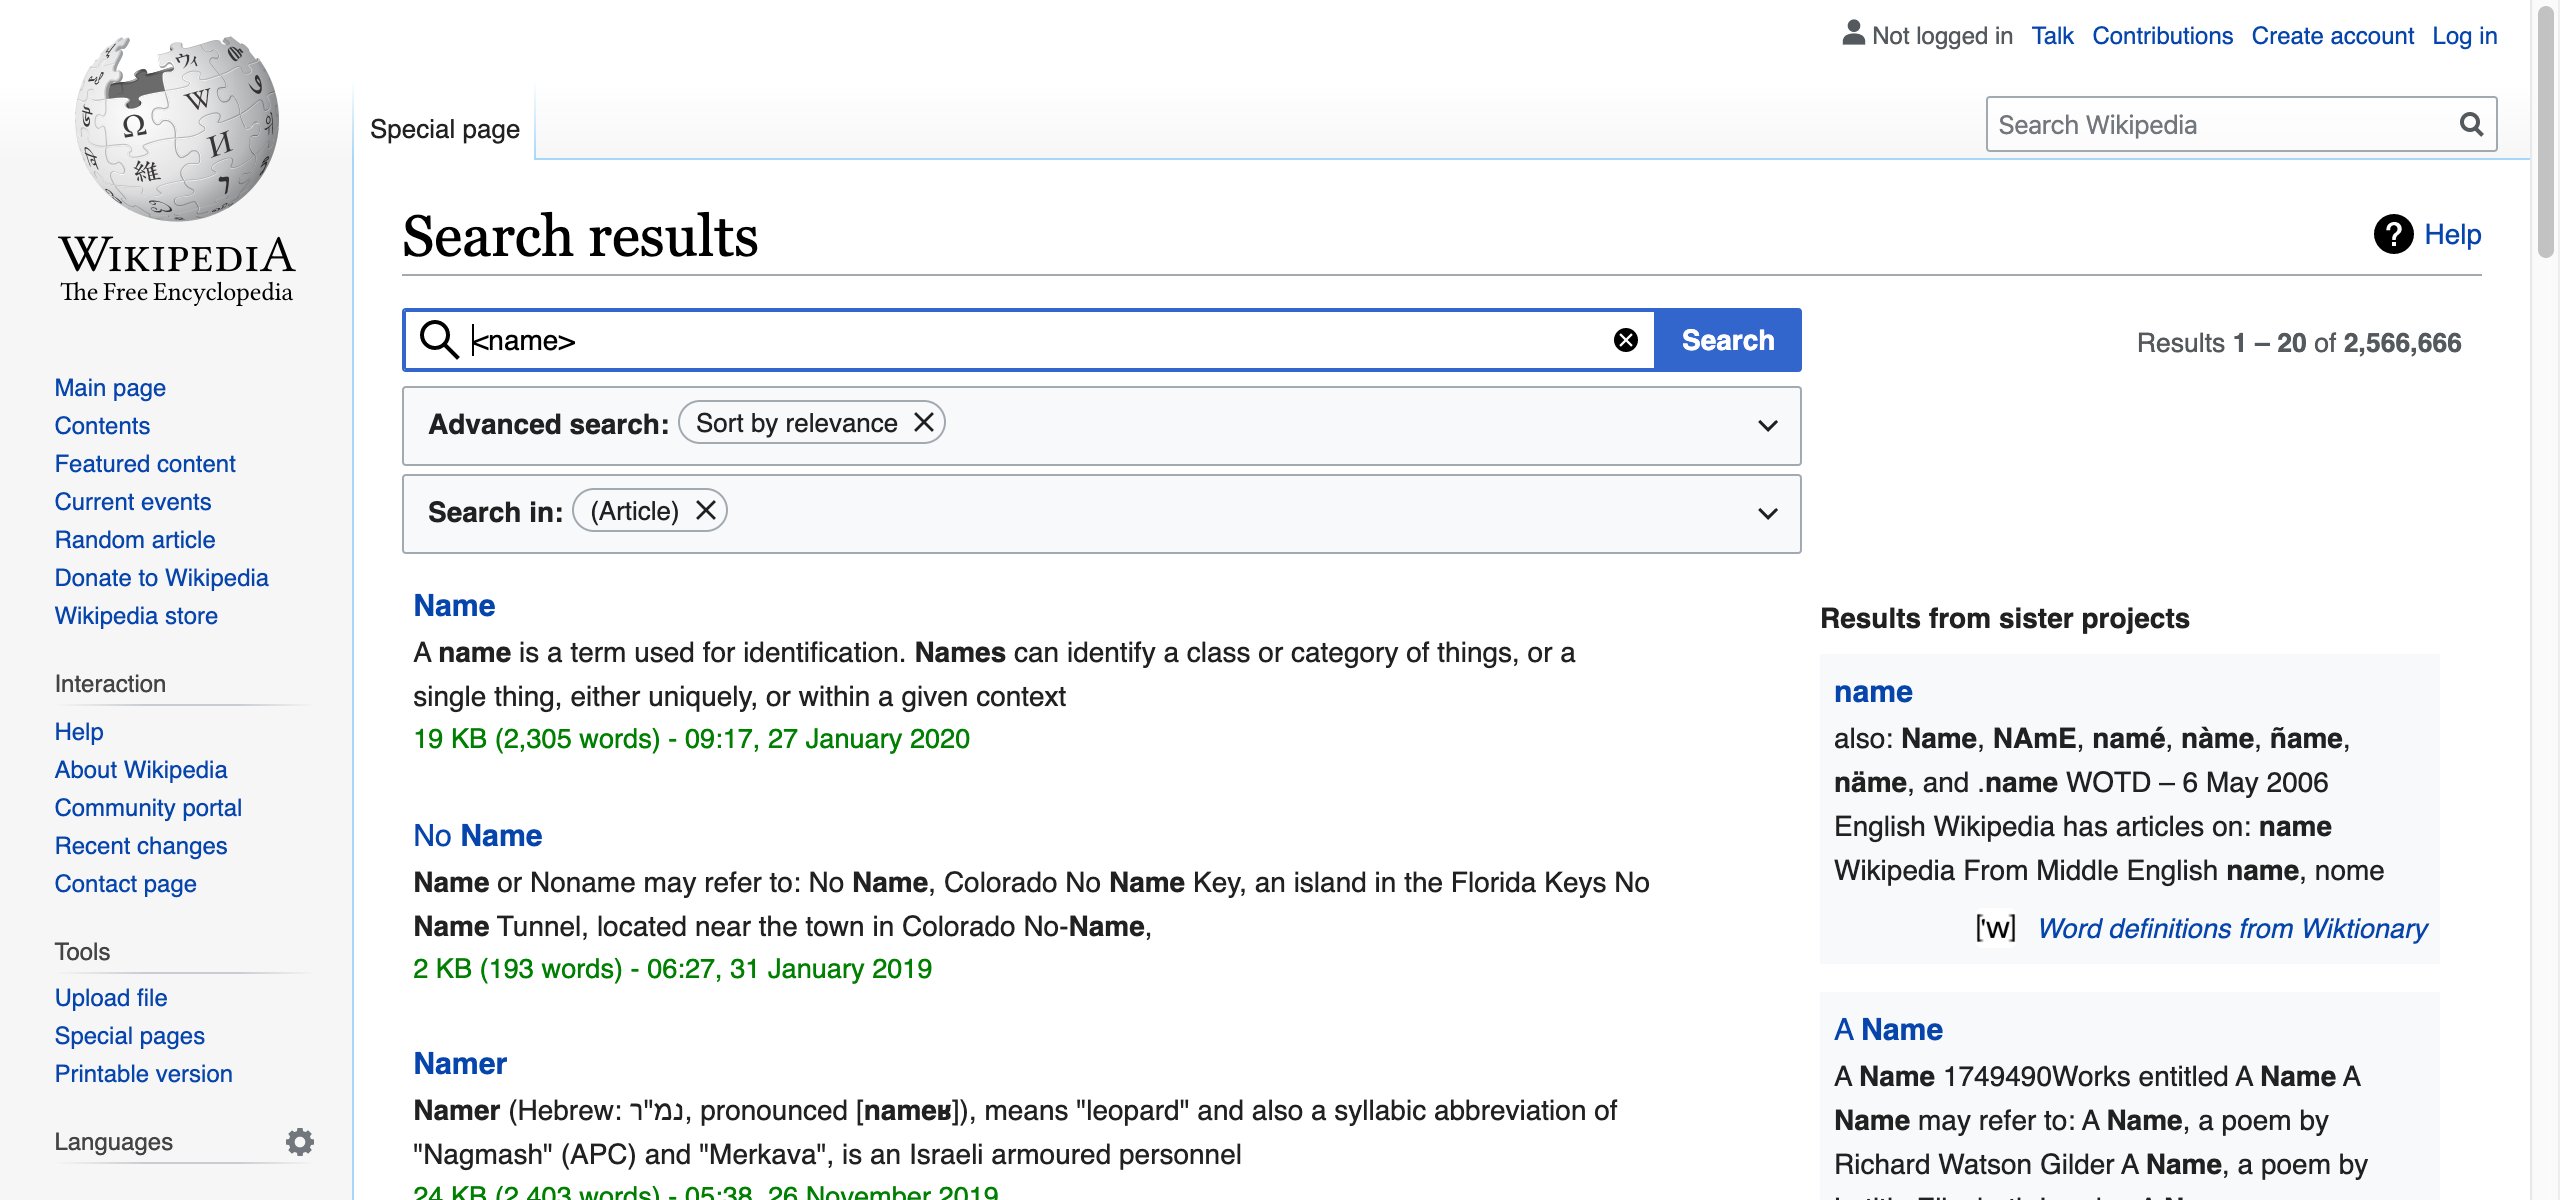 WIKIPEDIA
The Free Encyclopedia
Main page
Contents
Featured content
Current events
Random article
Donate to Wikipedia
Wikipedia store
Interaction
Help
About Wikipedia
Community portal
Recent changes
Contact page
Tools
Upload file
Special pages
Printable version
Languages
Not logged in Talk Contributions Create account Log in
Special page
Search Wikipedia
Search results
Help
<name>
Search
Results 1 – 20 of 2,566,666
Advanced search: Sort by relevance
Search in: (Article)
Name
A name is a term used for identification. Names can identify a class or category of things, or a
single thing, either uniquely, or within a given context
19 KB (2,305 words) - 09:17, 27 January 2020
No Name
Name or Noname may refer to: No Name, Colorado No Name Key, an island in the Florida Keys No
Name Tunnel, located near the town in Colorado No-Name,
2 KB (193 words) - 06:27, 31 January 2019
Namer
Namer (Hebrew: נמ"ר, pronounced [nameʁ]), means "leopard" and also a syllabic abbreviation of
"Nagmash" (APC) and "Merkava", is an Israeli armoured personnel
24 KB (2,403 words) - 05:38, 26 November 2019
Results from sister projects
name
also: Name, NAmE, namé, nàme, ñame,
näme, and .name WOTD – 6 May 2006
English Wikipedia has articles on: name
Wikipedia From Middle English name, nome
['w] Word definitions from Wiktionary
A Name
A Name 1749490Works entitled A Name A
Name may refer to: A Name, a poem by
Richard Watson Gilder A Name, a poem by